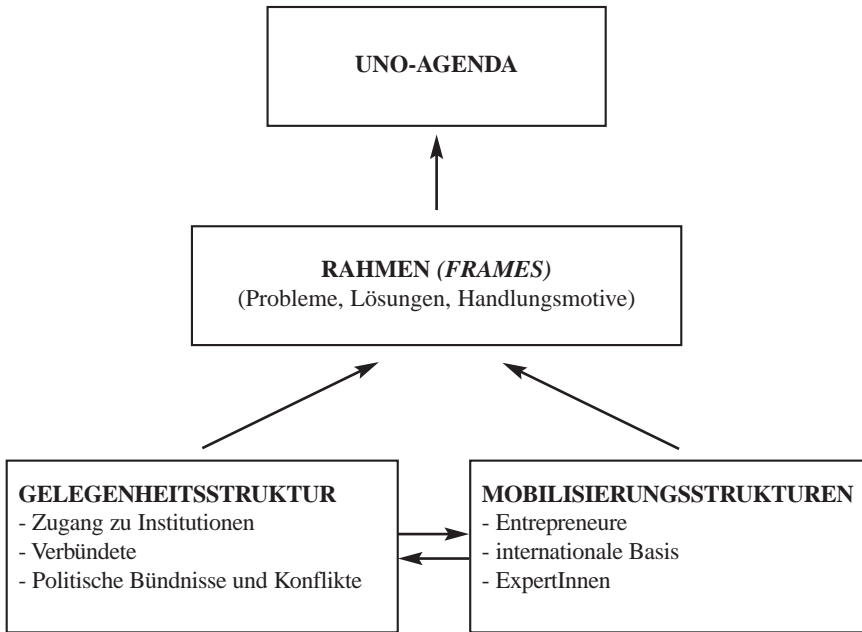 UNO-AGENDA
RAHMEN (FRAMES)
(Probleme, Lösungen, Handlungsmotive)
GELEGENHEITSSTRUKTUR
- Zugang zu Institutionen
- Verbündete
- Politische Bündnisse und Konflikte
MOBILISIERUNGSSTRUKTUREN
- Entrepreneure
- internationale Basis
- ExpertInnen